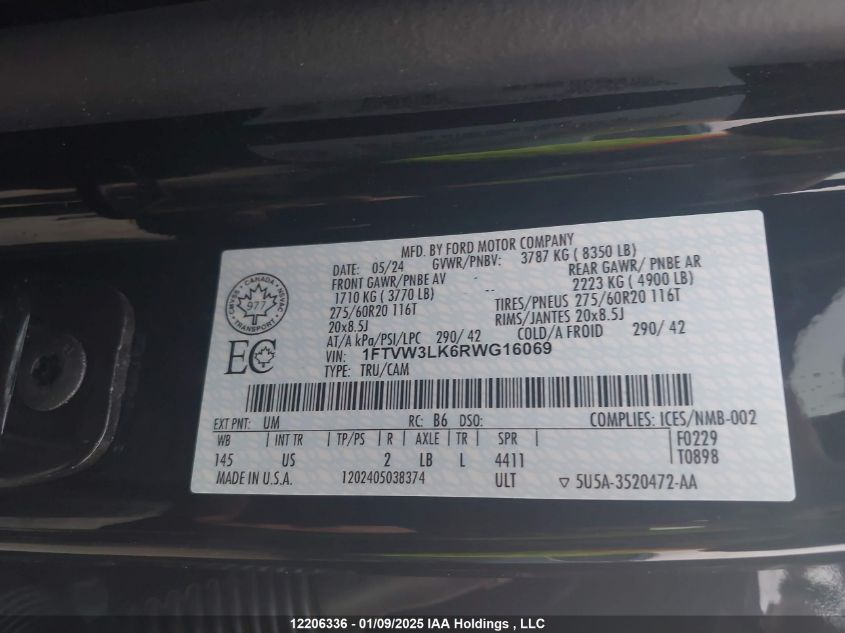 MFD. BY FORD MOTOR COMPANY
DATE: 05/24 GVWR/PNBV: 3787 KG ( 8350 LB)
FRONT GAWR/PNBE AV REAR GAWR/ PNBE AR
1710 KG ( 3770 LB) -- 2223 KG ( 4900 LB)
275/60R20 116T TIRES/PNEUS 275/60R20 116T
20x8.5J RIMS/JANTES 20x8.5J
AT/A kPa/PSI/LPC 290/ 42 COLD/A FROID 290/ 42
VIN: 1FTVW3LK6RWG16069
TYPE: TRU/CAM
CANADA
TRANSPORT
977
EC
EXT PNT: UM RC: B6 DSO: COMPLIES: ICES/NMB-002
WB INT TR TP/PS R AXLE TR SPR F0229
145 US 2 LB L 4411 T0898
MADE IN U.S.A. 1202405038374 ULT ▽ 5U5A-3520472-AA
12206336 - 01/09/2025 IAA Holdings , LLC